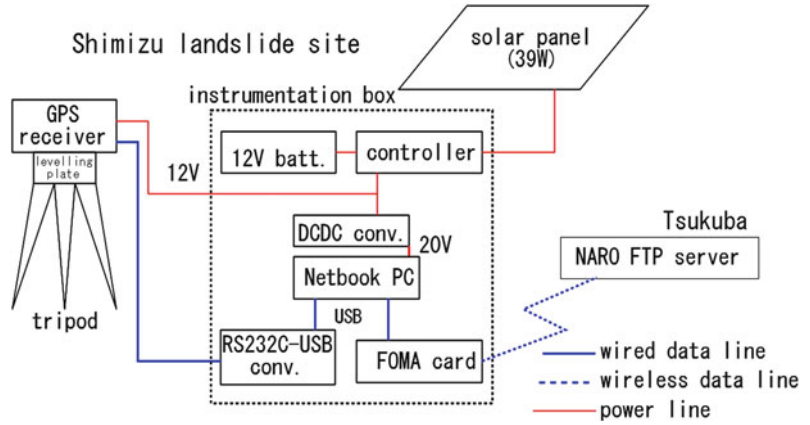 Shimizu landslide site
solar panel
(39W)
instrumentation box
GPS
receiver
levelling
plate
12V
12V batt.
controller
DCDC conv.
20V
Netbook PC
USB
RS232C-USB
conv.
FOMA card
tripod
Tsukuba
NARO FTP server
wired data line
wireless data line
power line